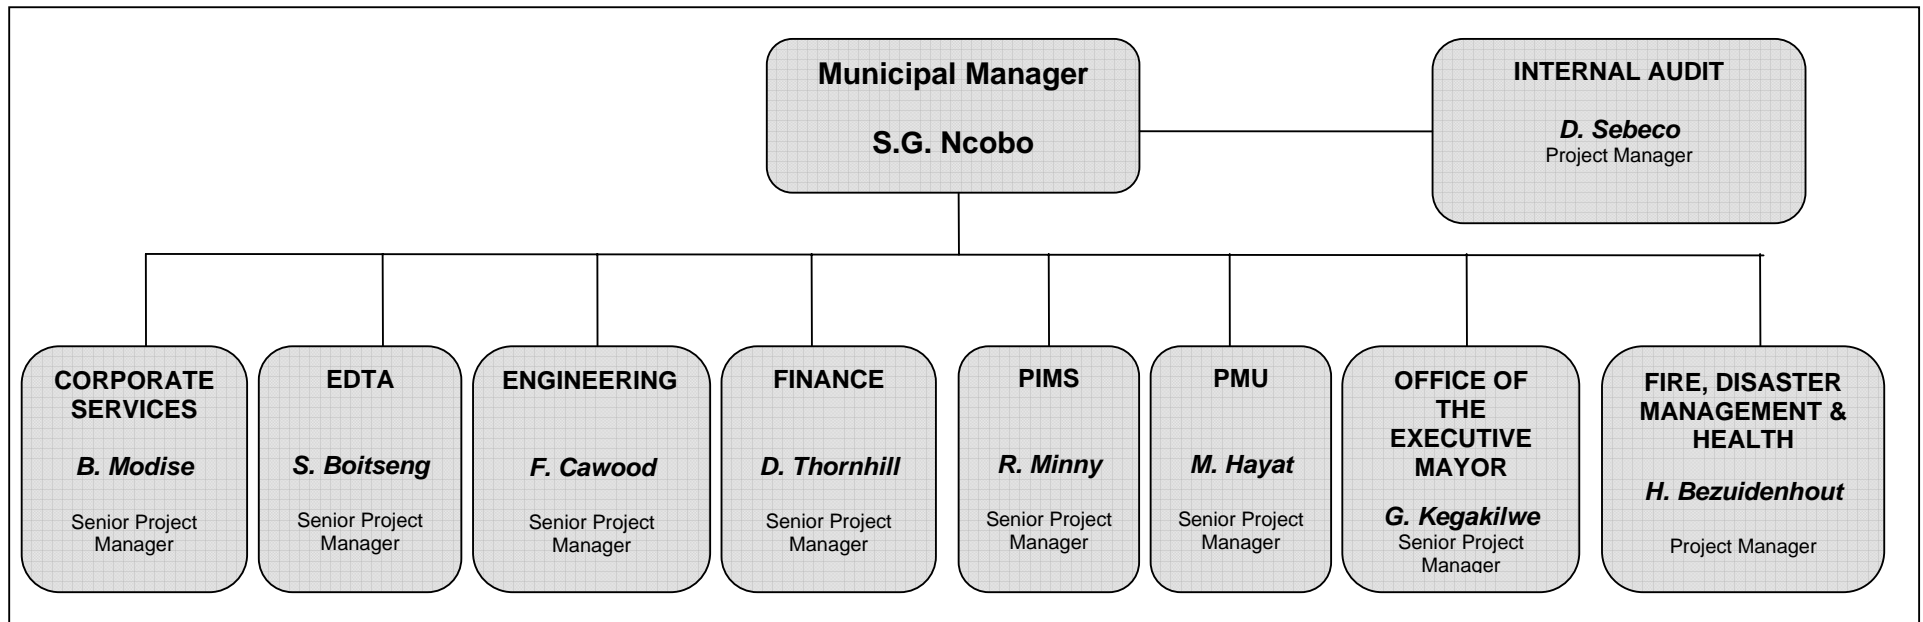 Municipal Manager
S.G. Ncobo
INTERNAL AUDIT
D. Sebeco
Project Manager
CORPORATE
SERVICES
B. Modise
Senior Project
Manager
EDTA
S. Boitseng
Senior Project
Manager
ENGINEERING
F. Cawood
Senior Project
Manager
FINANCE
D. Thornhill
Senior Project
Manager
PIMS
R. Minny
Senior Project
Manager
PMU
M. Hayat
Senior Project
Manager
OFFICE OF
THE
EXECUTIVE
MAYOR
G. Kegakilwe
Senior Project
Manager
FIRE, DISASTER
MANAGEMENT &
HEALTH
H. Bezuidenhout
Project Manager